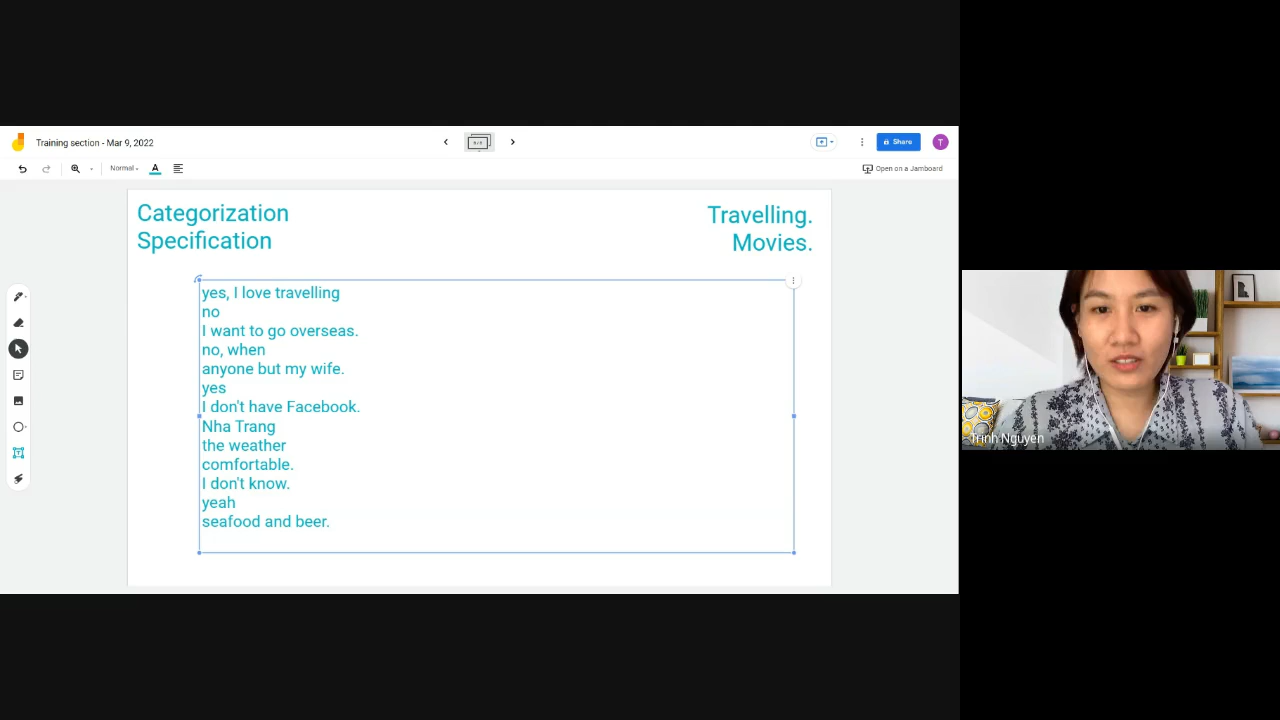 Training section - Mar 9, 2022
Share
T
Normal
A
Open on a Jamboard
Categorization
Specification
Travelling.
Movies.
yes, I love travelling
no
I want to go overseas.
no, when
anyone but my wife.
yes
I don't have Facebook.
Nha Trang
the weather
comfortable.
I don't know.
yeah
seafood and beer.
Trinh Nguyen